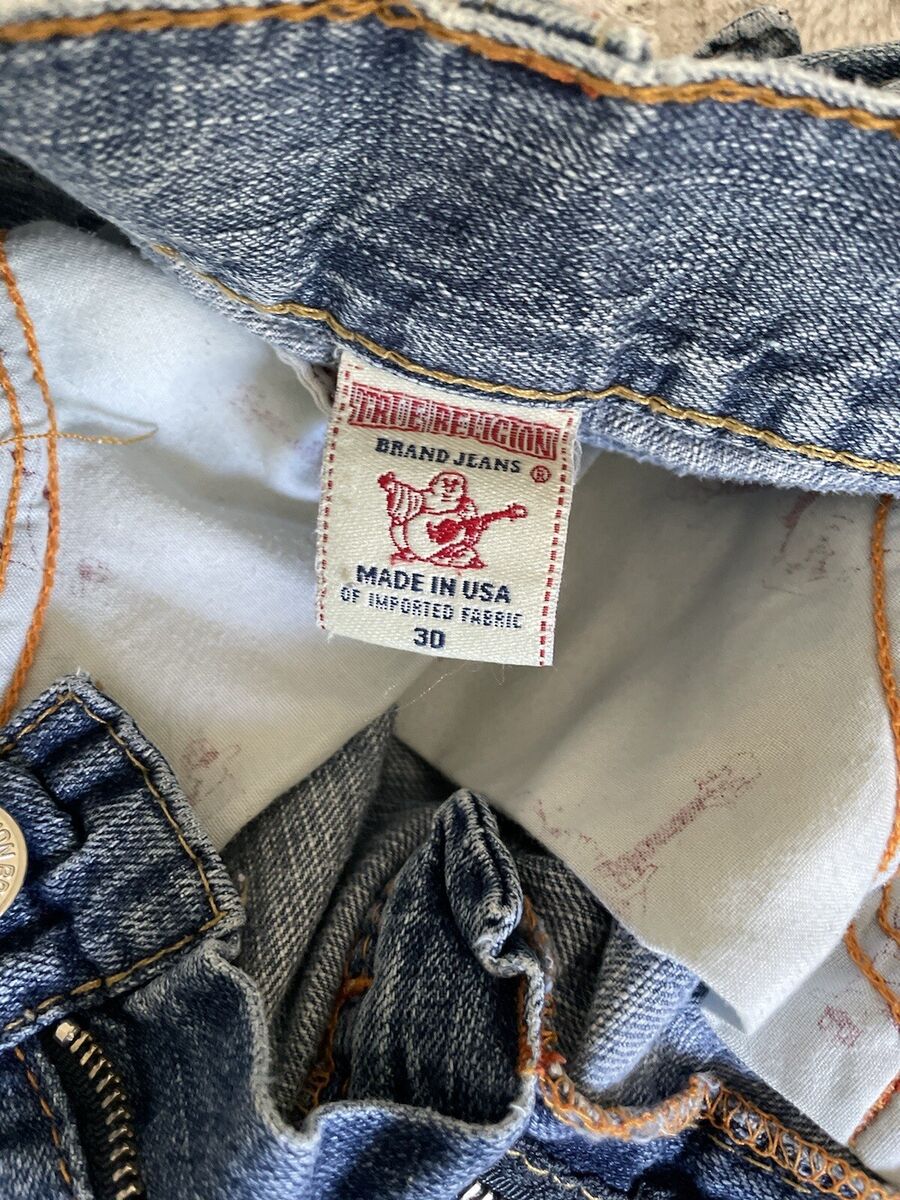 TRUE RELIGION
BRAND JEANS ®
MADE IN USA
OF IMPORTED FABRIC
30